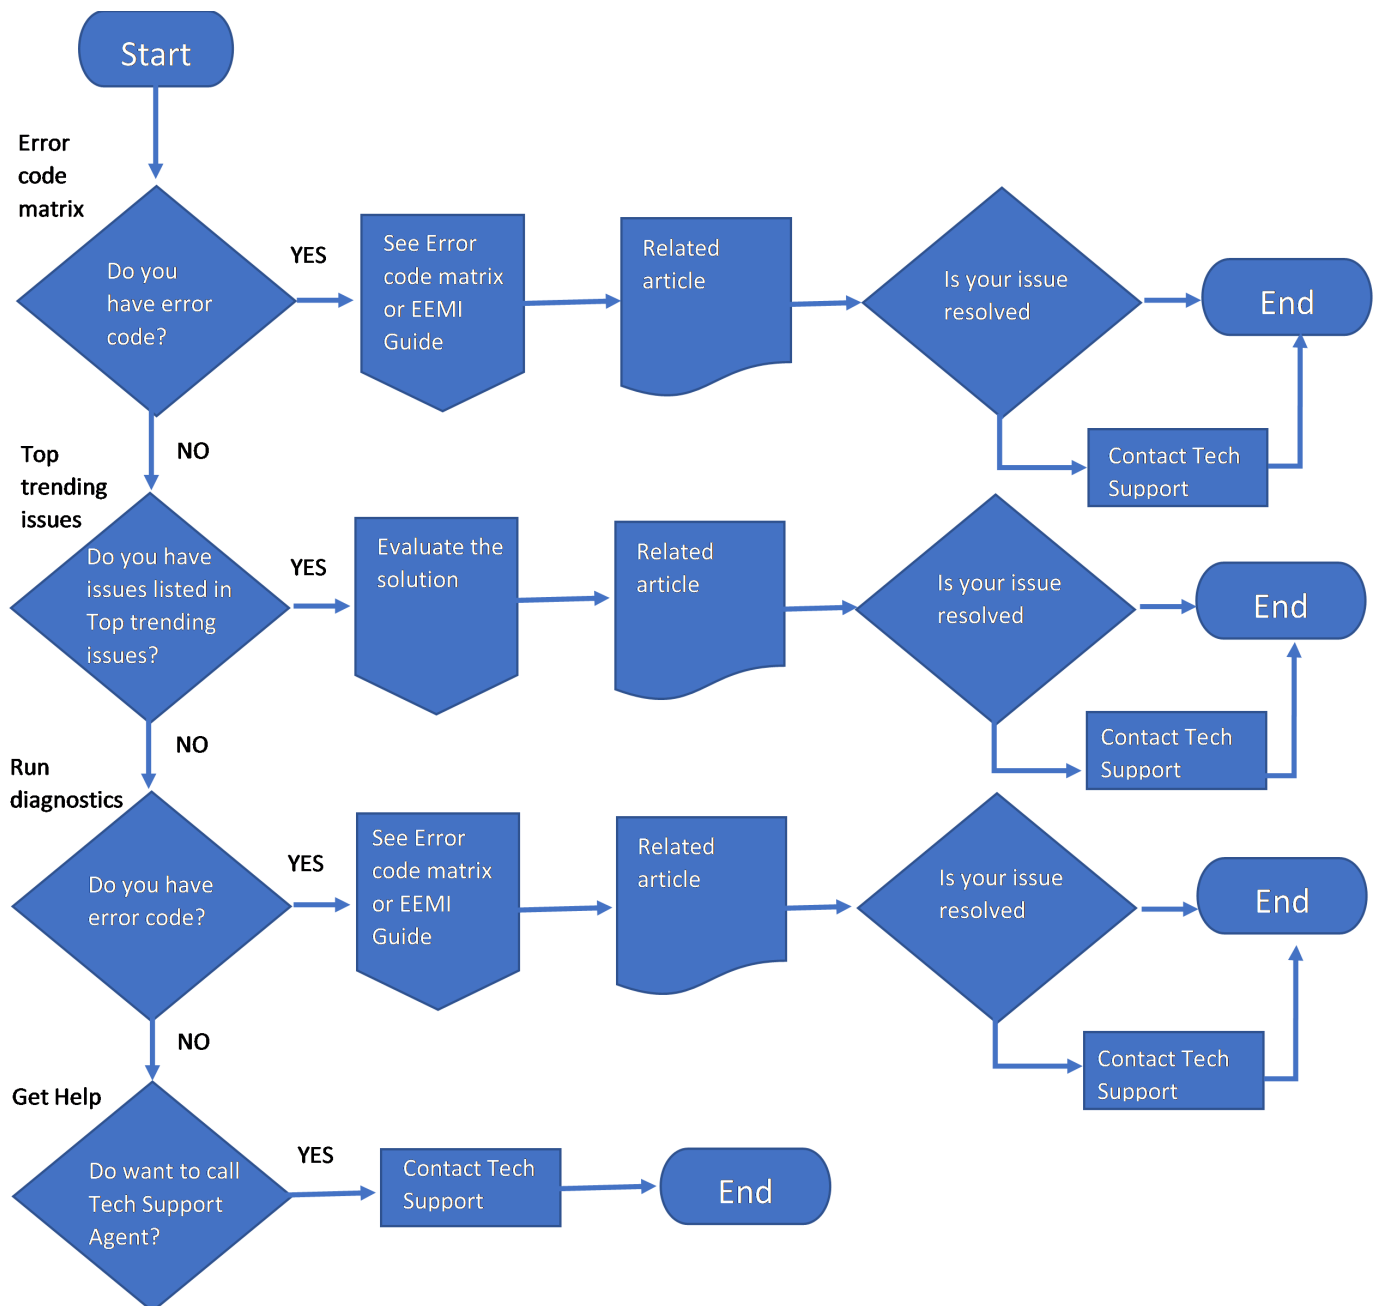 Start
Error
code
matrix
Do you
have error
code?
YES
See Error
code matrix
or EEMI
Guide
Related
article
Is your issue
resolved
End
Contact Tech
Support
NO
Top
trending
issues
Do you have
issues listed in
Top trending
issues?
YES
Evaluate the
solution
Related
article
Is your issue
resolved
End
Contact Tech
Support
NO
Run
diagnostics
Do you have
error code?
YES
See Error
code matrix
or EEMI
Guide
Related
article
Is your issue
resolved
End
Contact Tech
Support
NO
Get Help
Do want to call
Tech Support
Agent?
YES
Contact Tech
Support
End